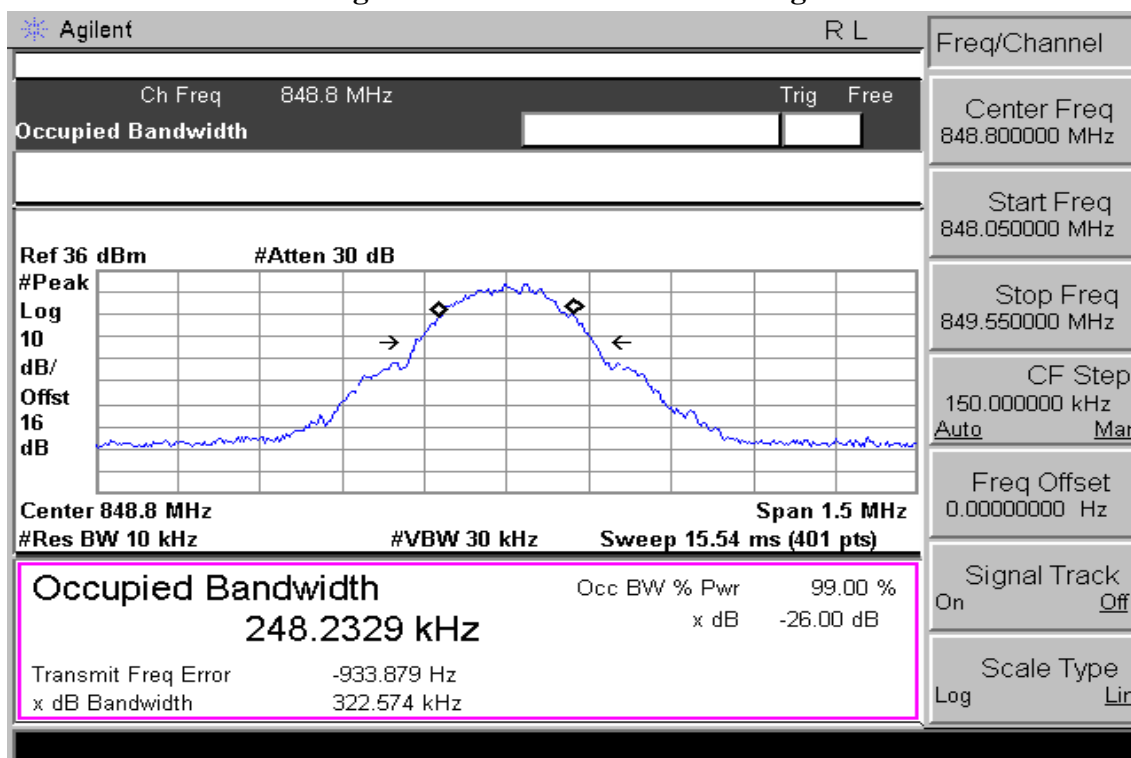 Agilent R L
Ch Freq 848.8 MHz Trig Free
Occupied Bandwidth
Ref 36 dBm #Atten 30 dB
#Peak
Log
10
dB/
Offst
16
dB
Center 848.8 MHz Span 1.5 MHz
#Res BW 10 kHz #VBW 30 kHz Sweep 15.54 ms (401 pts)
Occupied Bandwidth Occ BW % Pwr 99.00 %
248.2329 kHz x dB -26.00 dB
Transmit Freq Error -933.879 Hz
x dB Bandwidth 322.574 kHz
Freq/Channel
Center Freq
848.800000 MHz
Start Freq
848.050000 MHz
Stop Freq
849.550000 MHz
CF Step
150.000000 kHz
Auto Man
Freq Offset
0.00000000 Hz
Signal Track
On Off
Scale Type
Log Lin